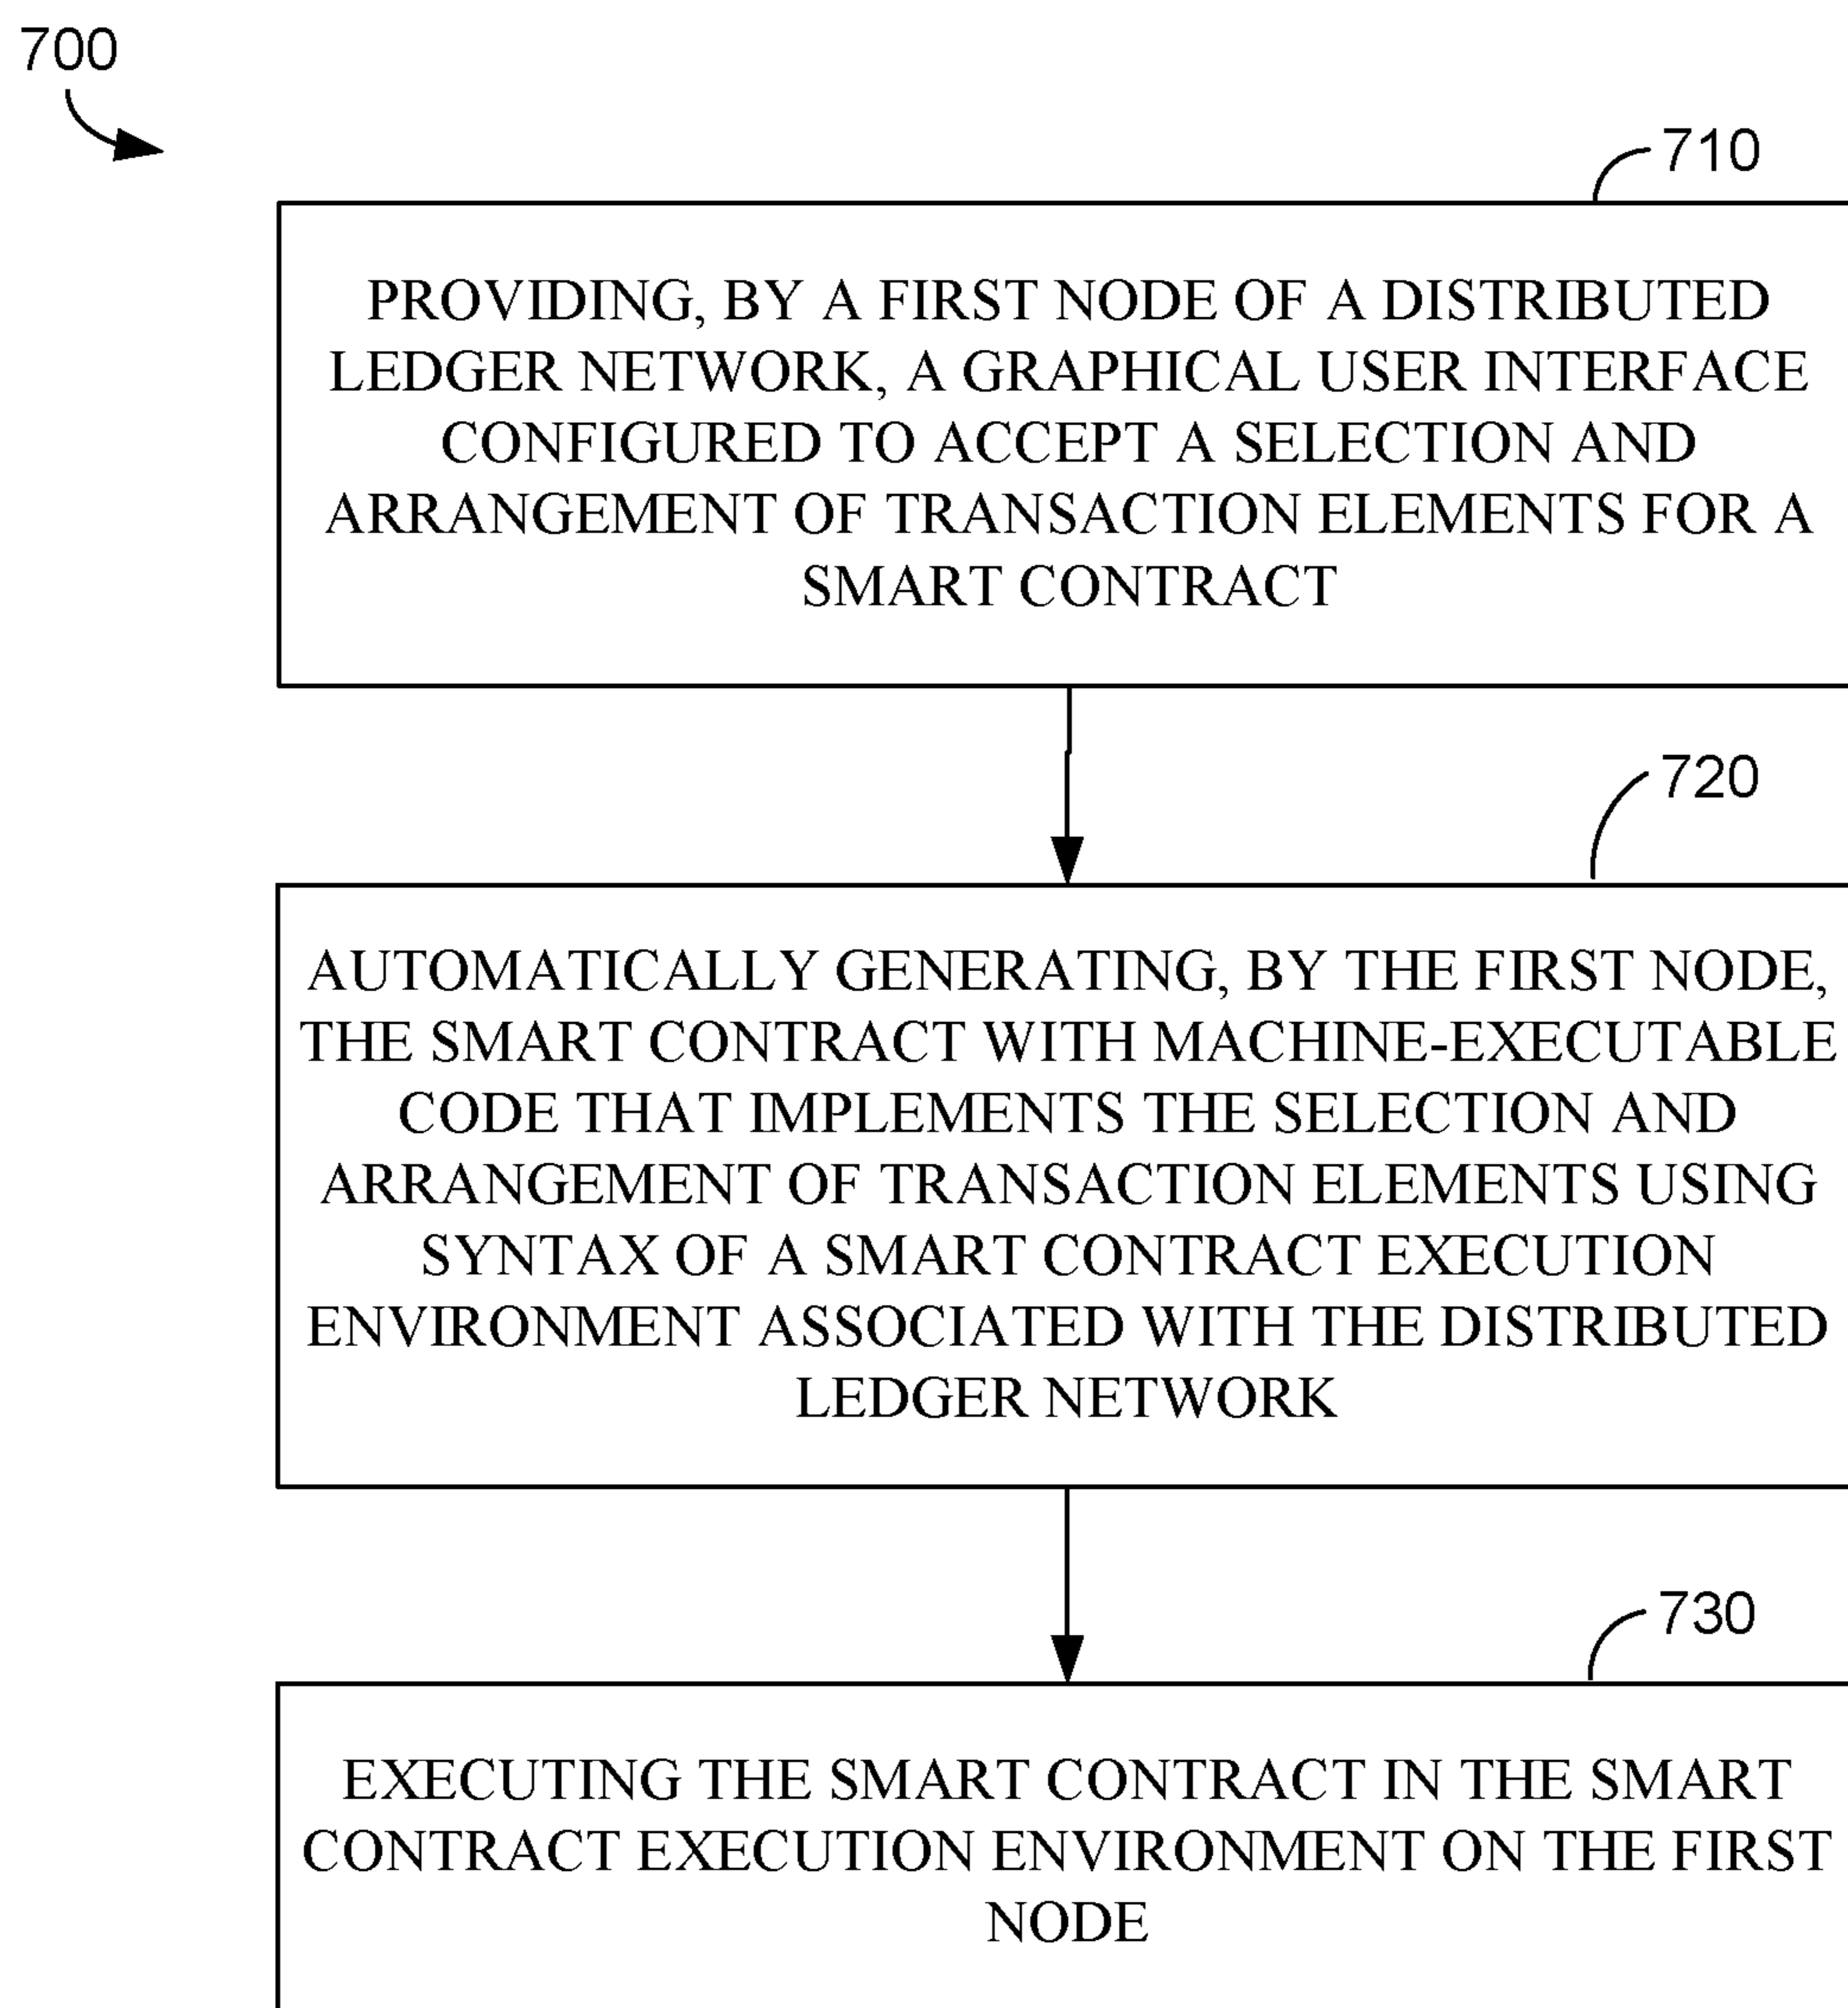 700
710
PROVIDING, BY A FIRST NODE OF A DISTRIBUTED
LEDGER NETWORK, A GRAPHICAL USER INTERFACE
CONFIGURED TO ACCEPT A SELECTION AND
ARRANGEMENT OF TRANSACTION ELEMENTS FOR A
SMART CONTRACT
720
AUTOMATICALLY GENERATING, BY THE FIRST NODE,
THE SMART CONTRACT WITH MACHINE-EXECUTABLE
CODE THAT IMPLEMENTS THE SELECTION AND
ARRANGEMENT OF TRANSACTION ELEMENTS USING
SYNTAX OF A SMART CONTRACT EXECUTION
ENVIRONMENT ASSOCIATED WITH THE DISTRIBUTED
LEDGER NETWORK
730
EXECUTING THE SMART CONTRACT IN THE SMART
CONTRACT EXECUTION ENVIRONMENT ON THE FIRST
NODE